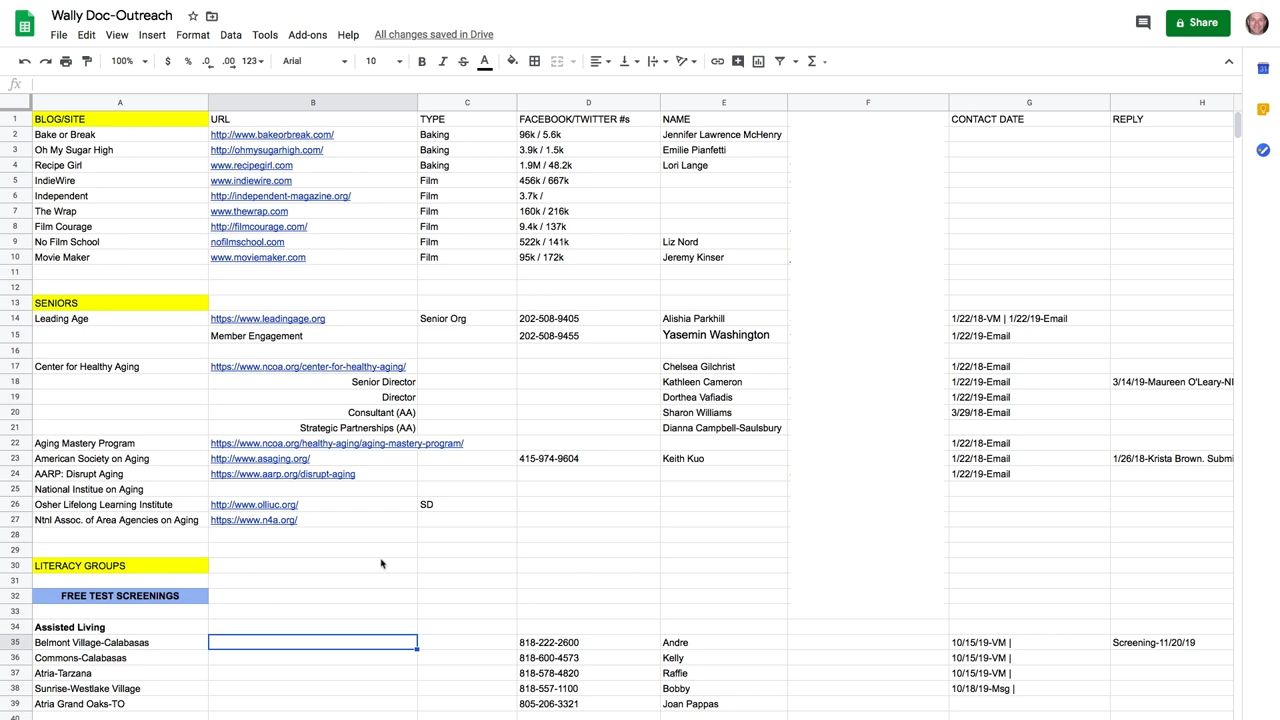 Wally Doc-Outreach
File Edit View Insert Format Data Tools Add-ons Help All changes saved in Drive
Share
100% $ % .0 .00 123 Arial 10 B I S A Σ
fx
A B C D E F G H
1 BLOG/SITE URL TYPE FACEBOOK/TWITTER #s NAME CONTACT DATE REPLY
2 Bake or Break http://www.bakeorbreak.com/ Baking 96k / 5.6k Jennifer Lawrence McHenry
3 Oh My Sugar High http://ohmysugarhigh.com/ Baking 3.9k / 1.5k Emilie Pianfetti
4 Recipe Girl www.recipegirl.com Baking 1.9M / 48.2k Lori Lange
5 IndieWire www.indiewire.com Film 456k / 667k
6 Independent http://independent-magazine.org/ Film 3.7k /
7 The Wrap www.thewrap.com Film 160k / 216k
8 Film Courage http://filmcourage.com/ Film 9.4k / 137k
9 No Film School nofilmschool.com Film 522k / 141k Liz Nord
10 Movie Maker www.moviemaker.com Film 95k / 172k Jeremy Kinser
11
12
13 SENIORS
14 Leading Age https://www.leadingage.org Senior Org 202-508-9405 Alishia Parkhill 1/22/18-VM | 1/22/19-Email
15 Member Engagement 202-508-9455 Yasemin Washington 1/22/19-Email
16
17 Center for Healthy Aging https://www.ncoa.org/center-for-healthy-aging/ Chelsea Gilchrist 1/22/18-Email
18 Senior Director Kathleen Cameron 1/22/19-Email 3/14/19-Maureen O'Leary-NI
19 Director Dorthea Vafiadis 1/22/19-Email
20 Consultant (AA) Sharon Williams 3/29/18-Email
21 Strategic Partnerships (AA) Dianna Campbell-Saulsbury
22 Aging Mastery Program https://www.ncoa.org/healthy-aging/aging-mastery-program/ 1/22/18-Email
23 American Society on Aging http://www.asaging.org/ 415-974-9604 Keith Kuo 1/22/18-Email 1/26/18-Krista Brown. Submi
24 AARP: Disrupt Aging https://www.aarp.org/disrupt-aging 1/22/19-Email
25 National Institue on Aging
26 Osher Lifelong Learning Institute http://www.olliuc.org/ SD
27 Ntnl Assoc. of Area Agencies on Aging https://www.n4a.org/
28
29
30 LITERACY GROUPS
31
32 FREE TEST SCREENINGS
33
34 Assisted Living
35 Belmont Village-Calabasas 818-222-2600 Andre 10/15/19-VM | Screening-11/20/19
36 Commons-Calabasas 818-600-4573 Kelly 10/15/19-VM |
37 Atria-Tarzana 818-578-4820 Raffie 10/15/19-VM |
38 Sunrise-Westlake Village 818-557-1100 Bobby 10/18/19-Msg |
39 Atria Grand Oaks-TO 805-206-3321 Joan Pappas
40